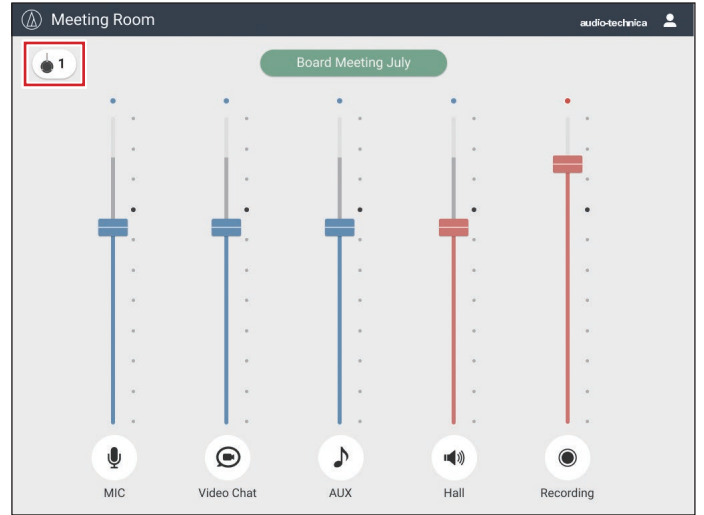 Meeting Room
audio-technica
1
Board Meeting July
MIC
Video Chat
AUX
Hall
Recording